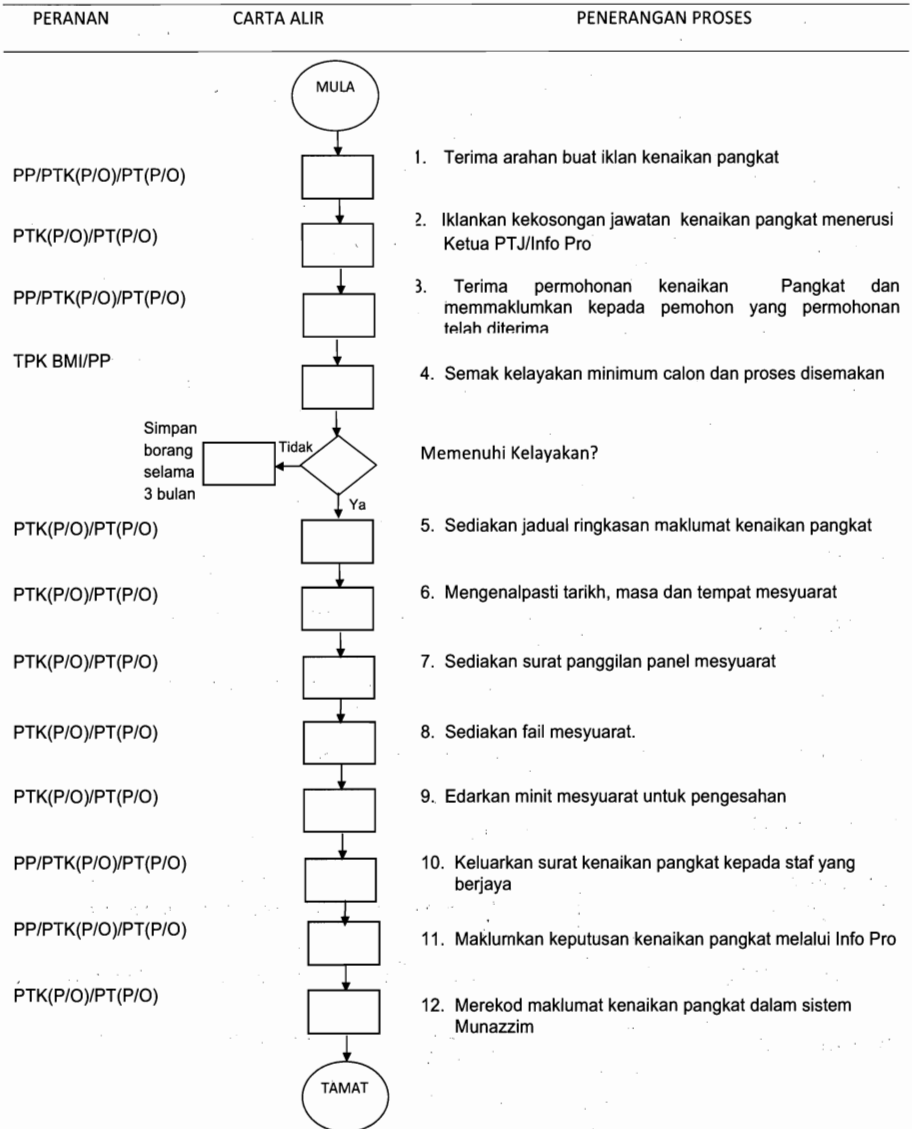 PERANAN CARTA ALIR PENERANGAN PROSES
MULA
PP/PTK(P/O)/PT(P/O)
1. Terima arahan buat iklan kenaikan pangkat
PTK(P/O)/PT(P/O)
2. Iklankan kekosongan jawatan kenaikan pangkat menerusi
Ketua PTJ/Info Pro
PP/PTK(P/O)/PT(P/O)
3. Terima permohonan kenaikan Pangkat dan
memmaklumkan kepada pemohon yang permohonan
telah diterima
TPK BMI/PP
4. Semak kelayakan minimum calon dan proses disemakan
Simpan
borang
selama
3 bulan
Tidak
Memenuhi Kelayakan?
Ya
PTK(P/O)/PT(P/O)
5. Sediakan jadual ringkasan maklumat kenaikan pangkat
PTK(P/O)/PT(P/O)
6. Mengenalpasti tarikh, masa dan tempat mesyuarat
PTK(P/O)/PT(P/O)
7. Sediakan surat panggilan panel mesyuarat
PTK(P/O)/PT(P/O)
8. Sediakan fail mesyuarat.
PTK(P/O)/PT(P/O)
9. Edarkan minit mesyuarat untuk pengesahan
PP/PTK(P/O)/PT(P/O)
10. Keluarkan surat kenaikan pangkat kepada staf yang
berjaya
PP/PTK(P/O)/PT(P/O)
11. Maklumkan keputusan kenaikan pangkat melalui Info Pro
PTK(P/O)/PT(P/O)
12. Merekod maklumat kenaikan pangkat dalam sistem
Munazzim
TAMAT